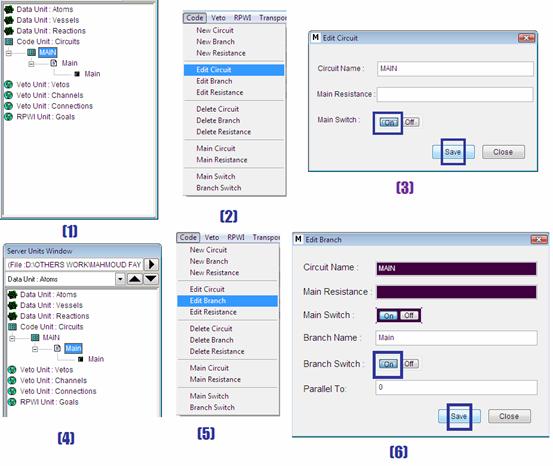 Data Unit : Atoms
Data Unit : Vessels
Data Unit : Reactions
Code Unit : Circuits
MAIN
Main
Main
Veto Unit : Vetos
Veto Unit : Channels
Veto Unit : Connections
RPWI Unit : Goals
(1)
Code Veto RPWI Transpor
New Circuit
New Branch
New Resistance
Edit Circuit
Edit Branch
Edit Resistance
Delete Circuit
Delete Branch
Delete Resistance
Main Circuit
Main Resistance
Main Switch
Branch Switch
(2)
M Edit Circuit
Circuit Name : MAIN
Main Resistance :
Main Switch : On Off
Save Close
(3)
Server Units Window
(File :D:\OTHERS WORK\MAHMOUD FAY
Data Unit : Atoms
Data Unit : Atoms
Data Unit : Vessels
Data Unit : Reactions
Code Unit : Circuits
MAIN
Main
Main
Veto Unit : Vetos
Veto Unit : Channels
Veto Unit : Connections
RPWI Unit : Goals
(4)
Code Veto RPWI Transpor
New Circuit
New Branch
New Resistance
Edit Circuit
Edit Branch
Edit Resistance
Delete Circuit
Delete Branch
Delete Resistance
Main Circuit
Main Resistance
Main Switch
Branch Switch
(5)
M Edit Branch
Circuit Name : MAIN
Main Resistance :
Main Switch : On Off
Branch Name : Main
Branch Switch : On Off
Parallel To: 0
Save Close
(6)